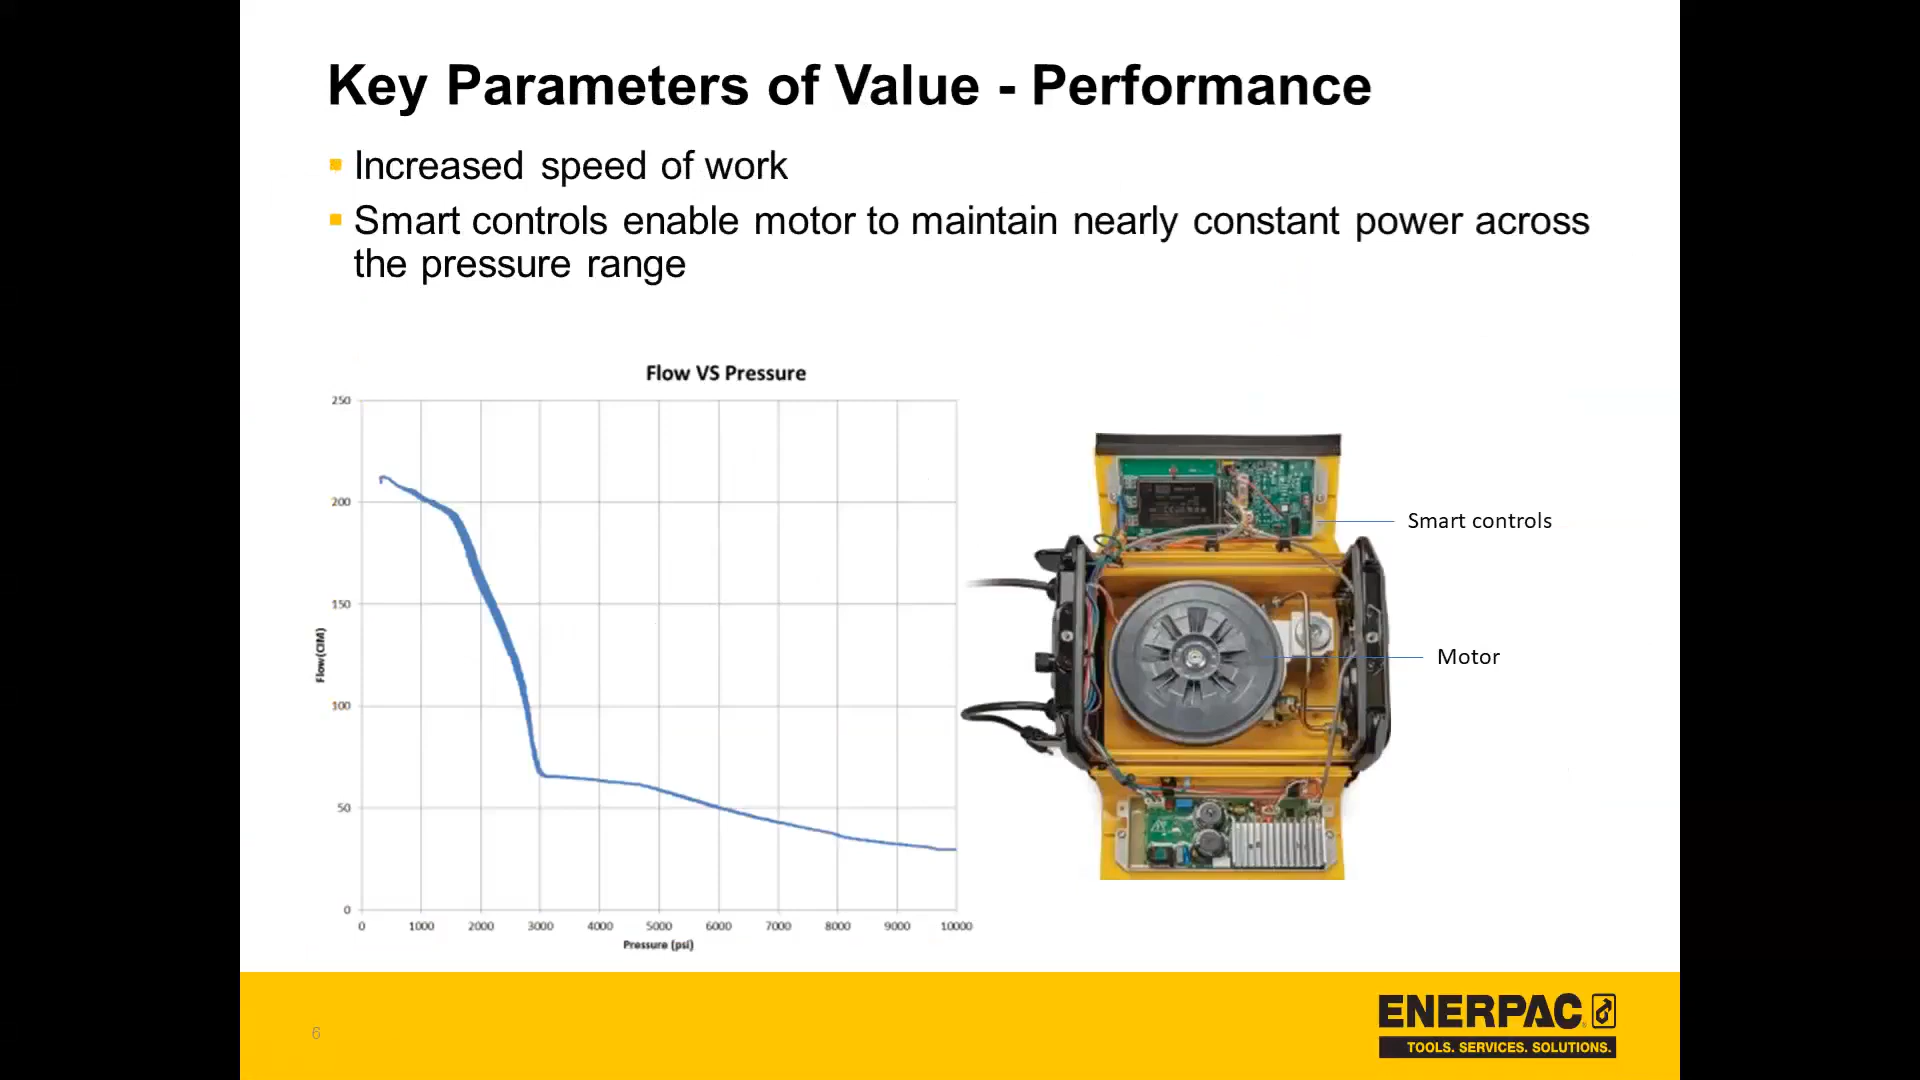 Key Parameters of Value - Performance
Increased speed of work
Smart controls enable motor to maintain nearly constant power across
the pressure range
Flow VS Pressure
250
200
150
100
50
0
Flow(CIM)
0 1000 2000 3000 4000 5000 6000 7000 8000 9000 10000
Pressure (psi)
Smart controls
Motor
6
ENERPAC
TOOLS. SERVICES. SOLUTIONS.